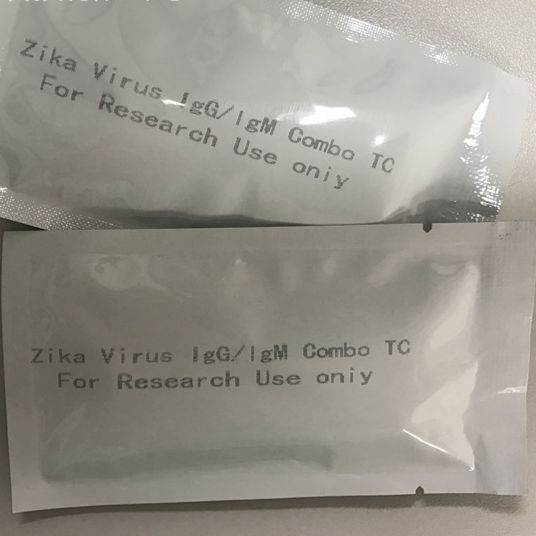 Zika Virus IgG/IgM Combo TC
For Research Use oniy
Zika Virus IgG/IgM Combo TC
For Research Use oniy